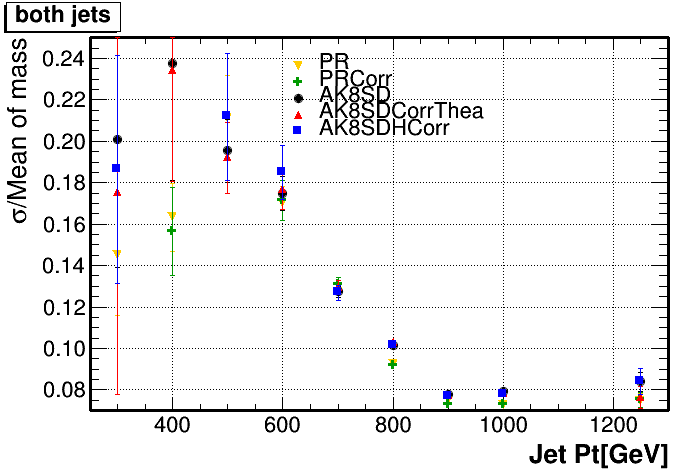 both jets
σ/Mean of mass
0.24
0.22
0.20
0.18
0.16
0.14
0.12
0.10
0.08
PR
PRCorr
AK8SD
AK8SDCorrThea
AK8SDHCorr
400 600 800 1000 1200
Jet Pt[GeV]